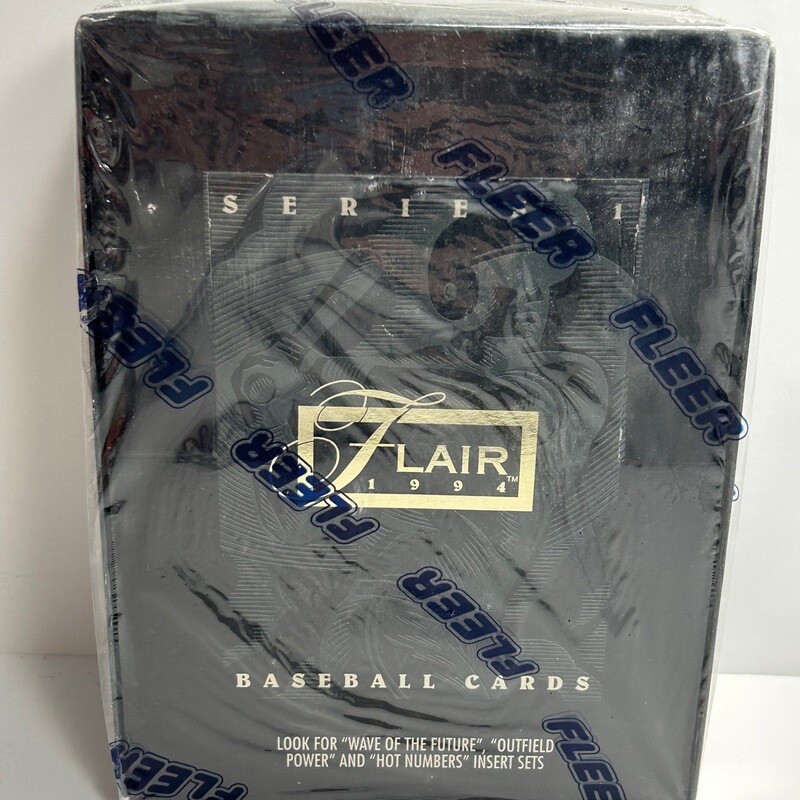 FLEER
FLEER
SERIES 1
FLEER
FLEER
FLAIR™
1994
FLEER
FLEER
BASEBALL CARDS
FLEER
LOOK FOR "WAVE OF THE FUTURE", "OUTFIELD
POWER" AND "HOT NUMBERS" INSERT SETS